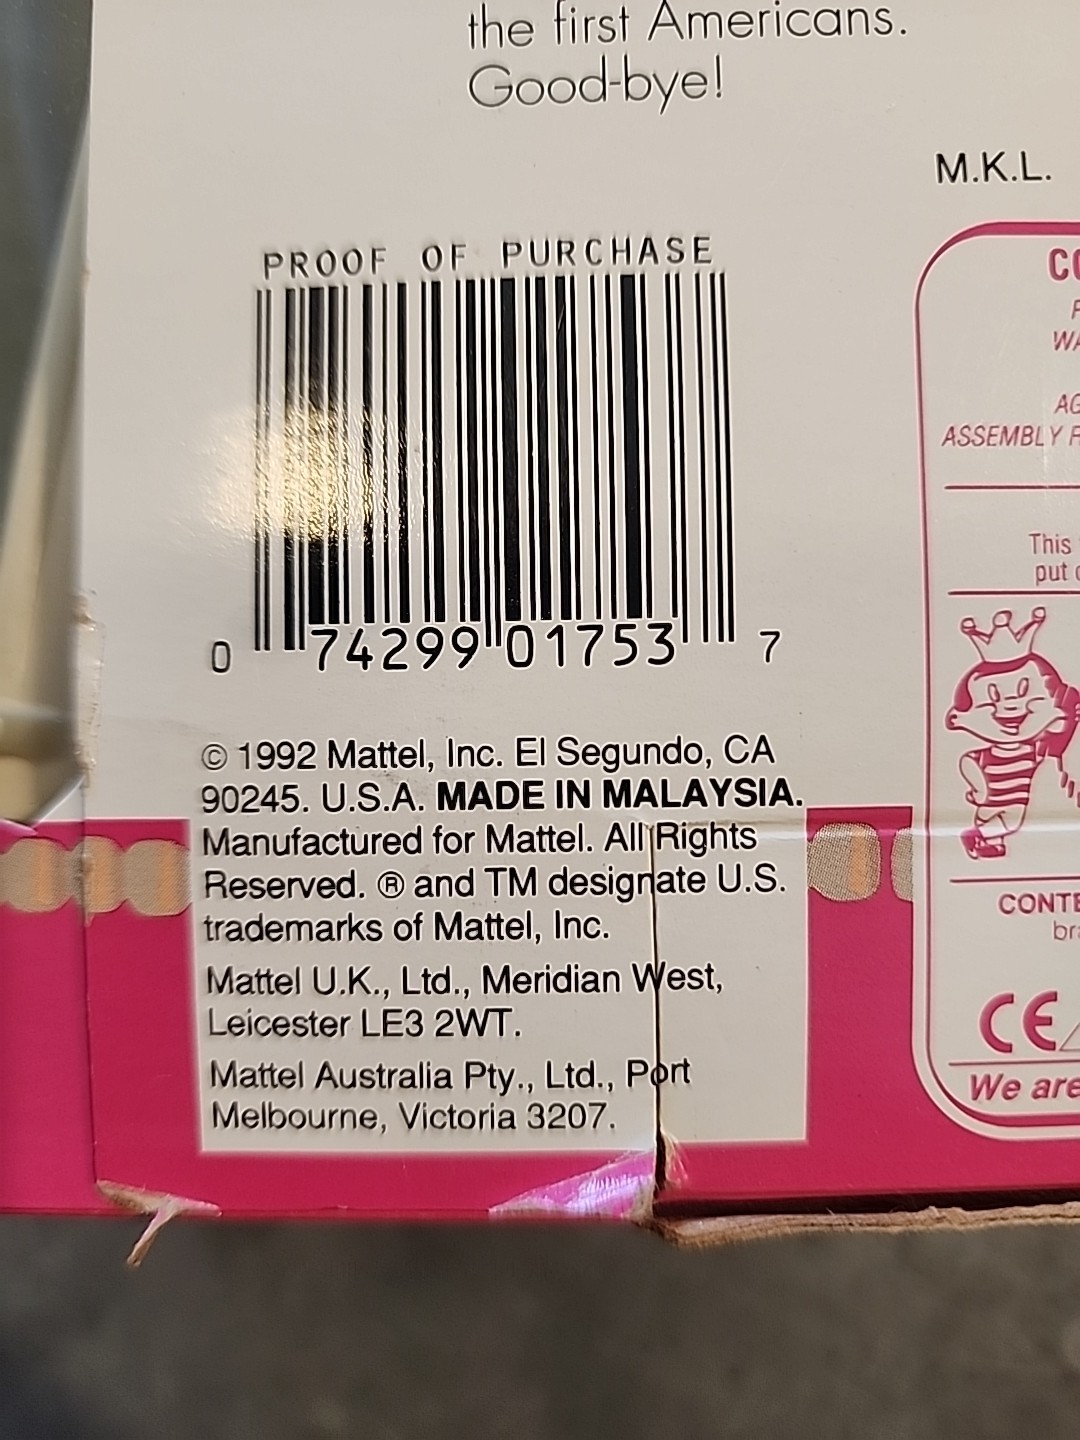 the first Americans.
Good-bye!
M.K.L.
PROOF OF PURCHASE
0 74299 01753 7
© 1992 Mattel, Inc. El Segundo, CA
90245. U.S.A. MADE IN MALAYSIA.
Manufactured for Mattel. All Rights
Reserved. ® and TM designate U.S.
trademarks of Mattel, Inc.
Mattel U.K., Ltd., Meridian West,
Leicester LE3 2WT.
Mattel Australia Pty., Ltd., Port
Melbourne, Victoria 3207.
ASSEMBLY
This
put
CE
We are